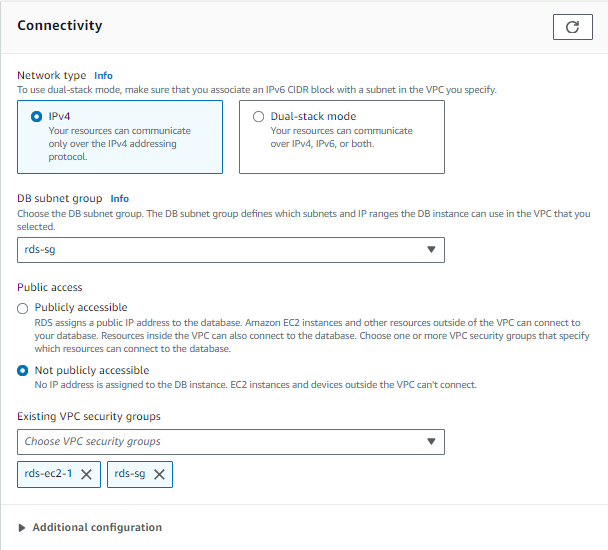 Connectivity
Network type Info
To use dual-stack mode, make sure that you associate an IPv6 CIDR block with a subnet in the VPC you specify.
IPv4
Your resources can communicate
only over the IPv4 addressing
protocol.
Dual-stack mode
Your resources can communicate
over IPv4, IPv6, or both.
DB subnet group Info
Choose the DB subnet group. The DB subnet group defines which subnets and IP ranges the DB instance can use in the VPC that you
selected.
rds-sg
Public access
Publicly accessible
RDS assigns a public IP address to the database. Amazon EC2 instances and other resources outside of the VPC can connect to
your database. Resources inside the VPC can also connect to the database. Choose one or more VPC security groups that specify
which resources can connect to the database.
Not publicly accessible
No IP address is assigned to the DB instance. EC2 instances and devices outside the VPC can't connect.
Existing VPC security groups
Choose VPC security groups
rds-ec2-1 rds-sg
Additional configuration